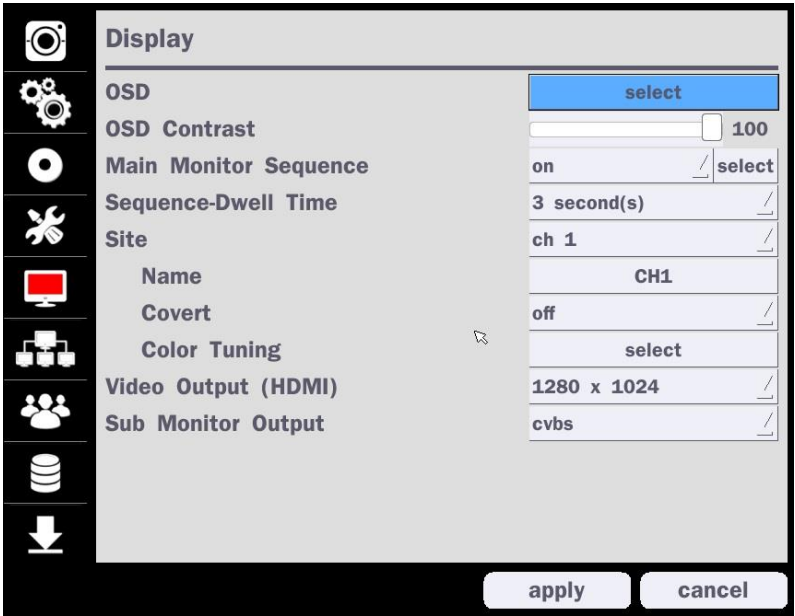 Display
OSD select
OSD Contrast 100
Main Monitor Sequence on select
Sequence-Dwell Time 3 second(s)
Site ch 1
Name CH1
Covert off
Color Tuning select
Video Output (HDMI) 1280 x 1024
Sub Monitor Output cvbs
apply cancel